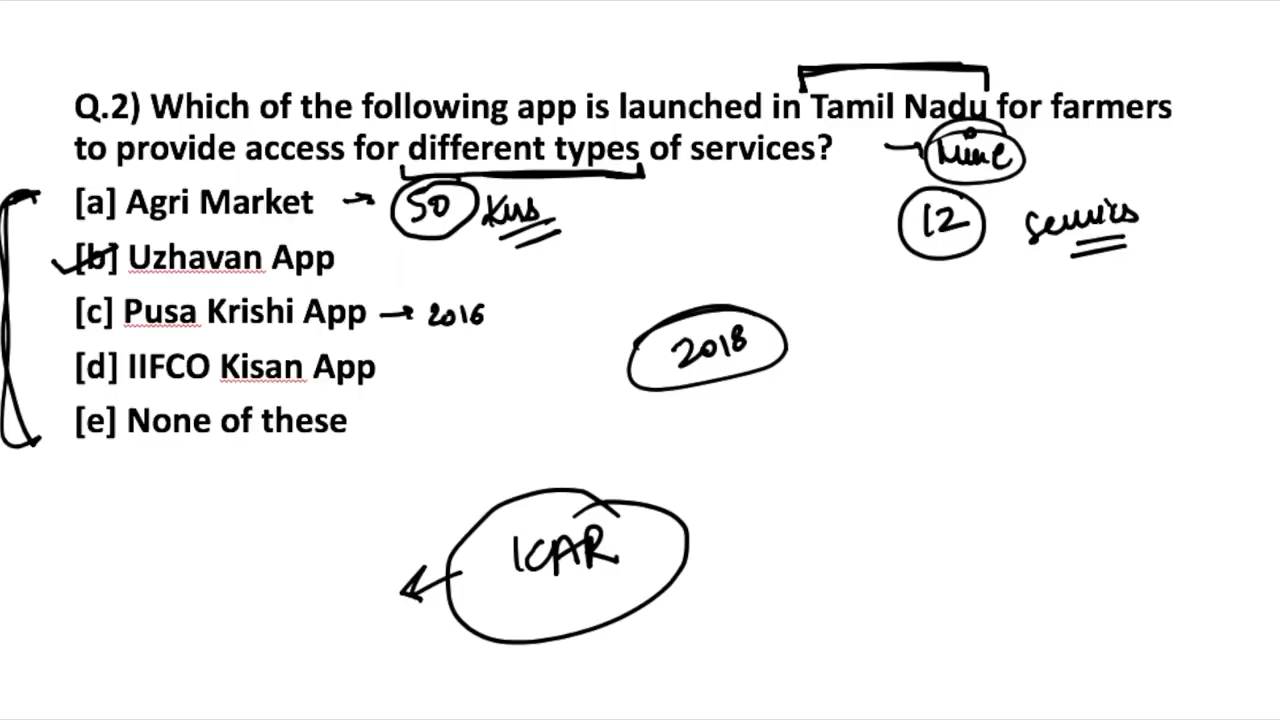 Q.2) Which of the following app is launched in Tamil Nadu for farmers
to provide access for different types of services? → Nine
[a] Agri Market → 50 Kms 12 Services
[b] Uzhavan App
[c] Pusa Krishi App → 2016
2018
[d] IIFCO Kisan App
[e] None of these
ICAR